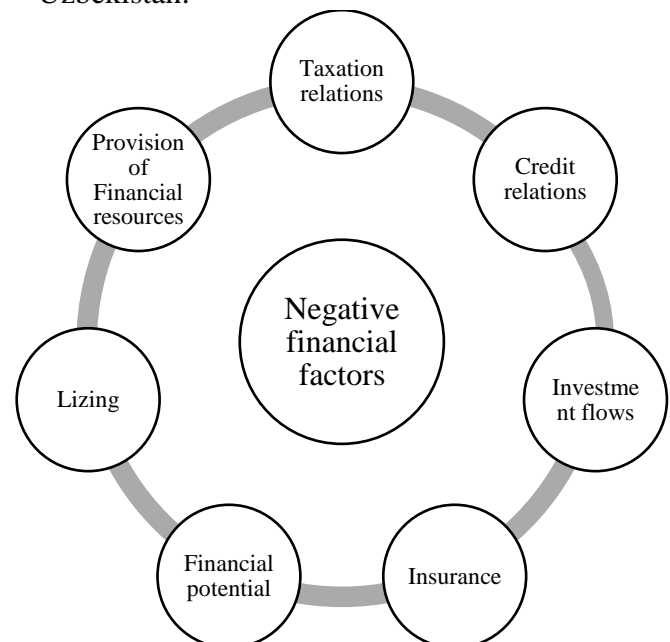 Uzbekistan.
Taxation
relations
Provision
of
Financial
resources
Credit
relations
Negative
financial
factors
Lizing
Investme
nt flows
Financial
potential
Insurance